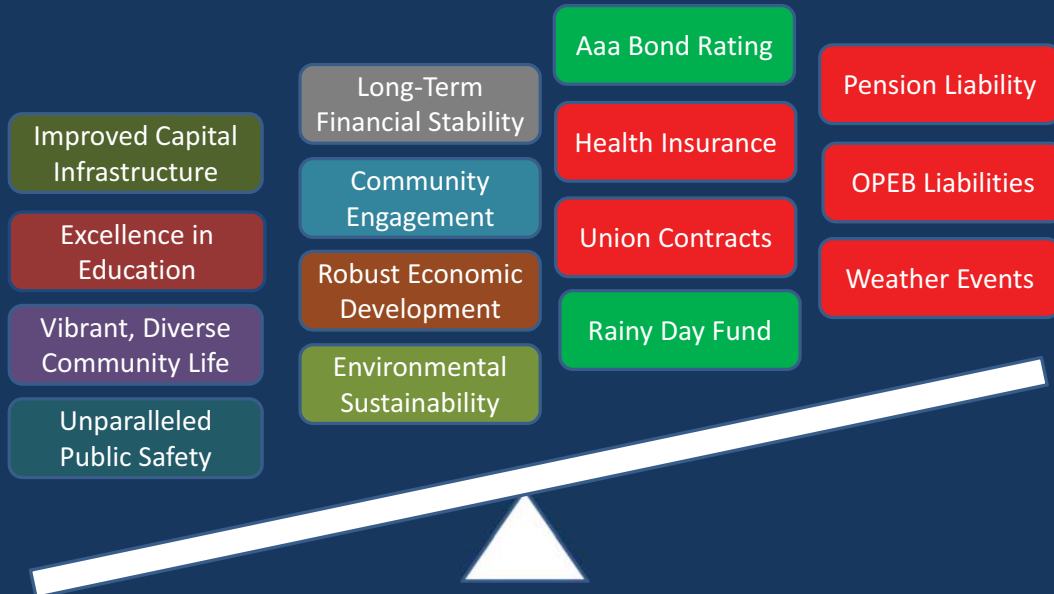 Improved Capital
Infrastructure
Excellence in
Education
Vibrant, Diverse
Community Life
Unparalleled
Public Safety
Long-Term
Financial Stability
Community
Engagement
Robust Economic
Development
Environmental
Sustainability
Aaa Bond Rating
Health Insurance
Union Contracts
Rainy Day Fund
Pension Liability
OPEB Liabilities
Weather Events